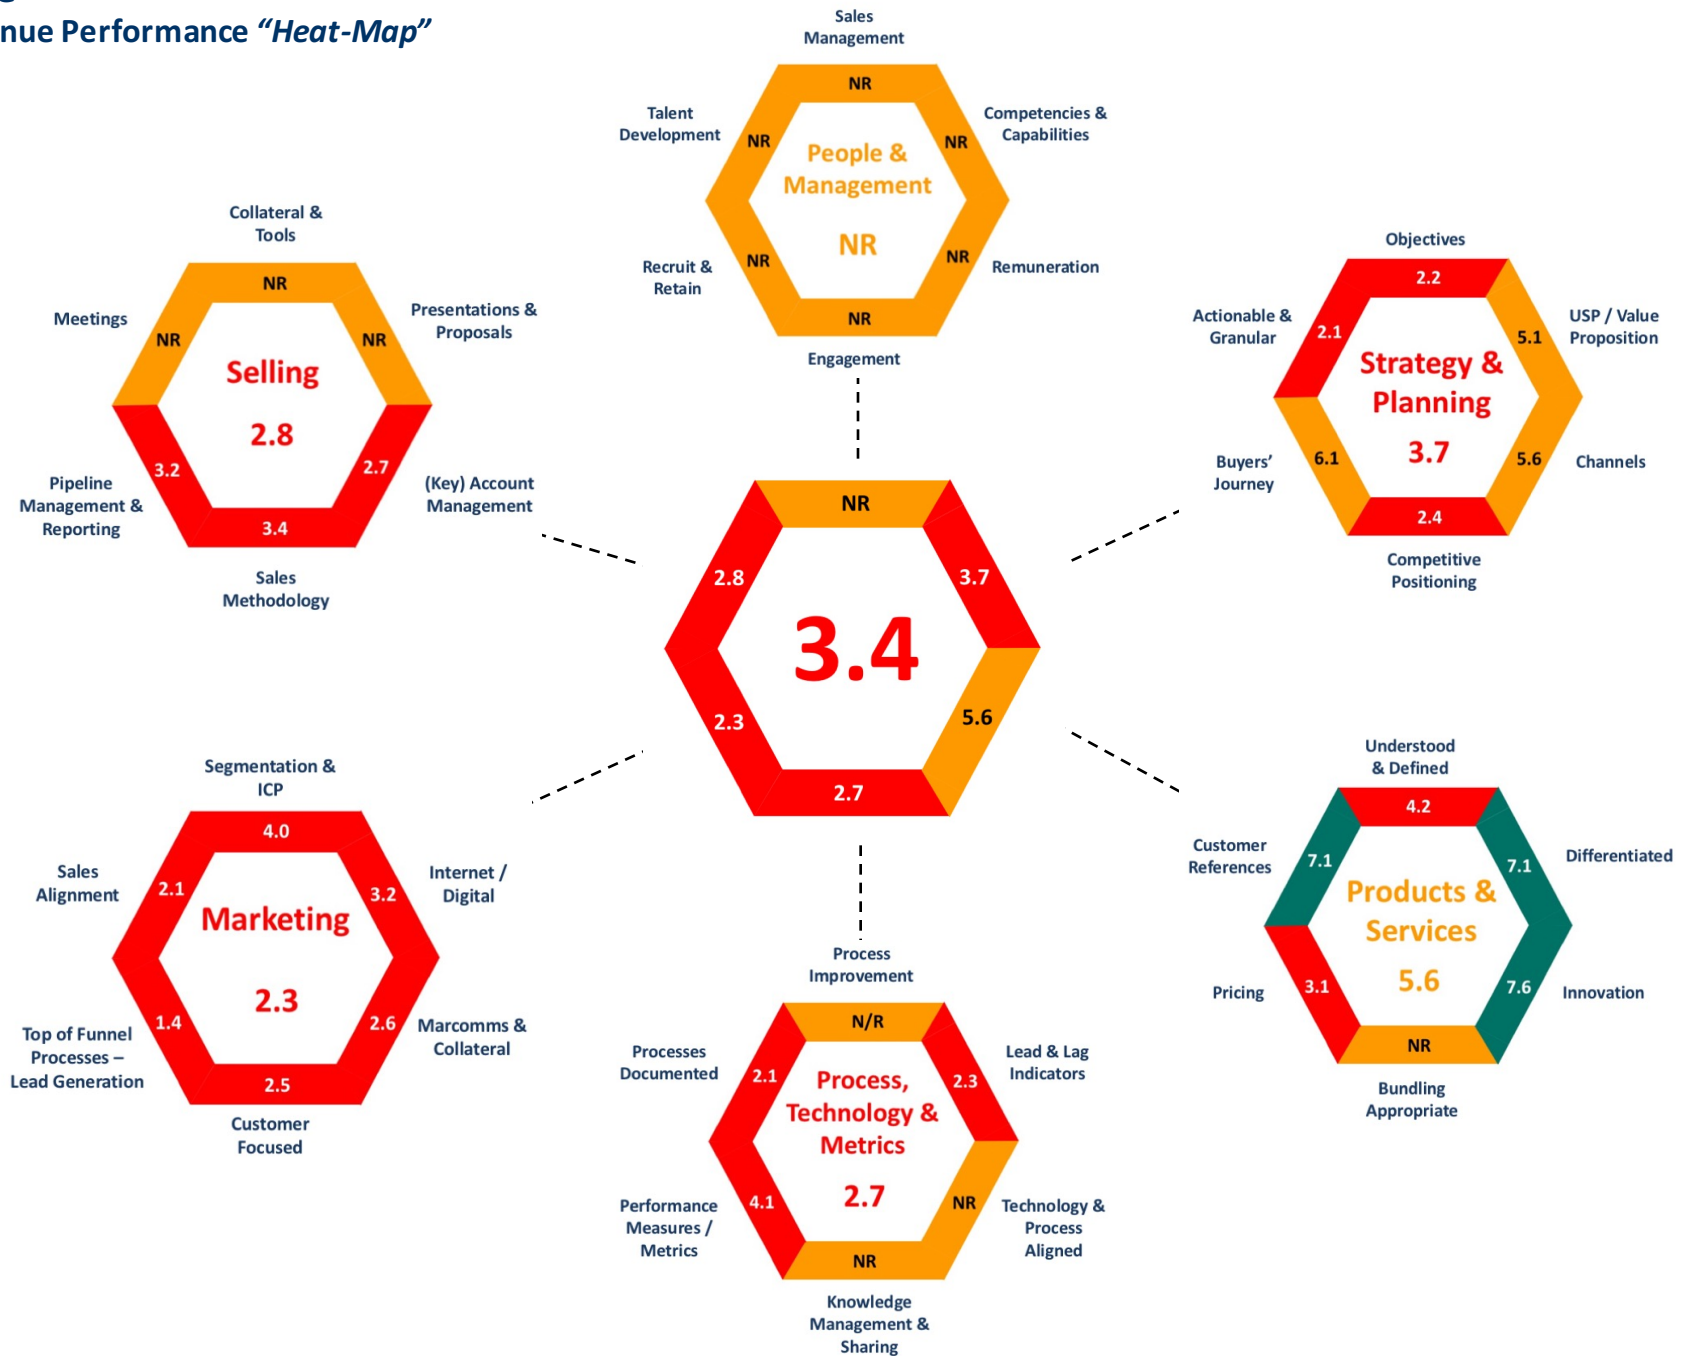 nue Performance “Heat-Map”
Sales
Management
NR
Talent
Development
NR
Competencies &
Capabilities
NR
People &
Management
NR
Recruit &
Retain
NR
Remuneration
NR
NR
Engagement
Collateral &
Tools
NR
Meetings
NR
Presentations &
Proposals
NR
Selling
2.8
Pipeline
Management &
Reporting
3.2
(Key) Account
Management
2.7
3.4
Sales
Methodology
Objectives
2.2
Actionable &
Granular
2.1
USP / Value
Proposition
5.1
Strategy &
Planning
3.7
Buyers’
Journey
6.1
Channels
5.6
2.4
Competitive
Positioning
NR
2.8
3.7
3.4
2.3
5.6
2.7
Segmentation &
ICP
4.0
Sales
Alignment
2.1
Internet /
Digital
3.2
Marketing
2.3
Top of Funnel
Processes –
Lead Generation
1.4
Marcomms &
Collateral
2.6
2.5
Customer
Focused
Process
Improvement
N/R
Processes
Documented
2.1
Lead & Lag
Indicators
2.3
Process,
Technology &
Metrics
2.7
Performance
Measures /
Metrics
4.1
Technology &
Process
Aligned
NR
NR
Knowledge
Management &
Sharing
Understood
& Defined
4.2
Customer
References
7.1
Differentiated
7.1
Products &
Services
5.6
Pricing
3.1
Innovation
7.6
NR
Bundling
Appropriate